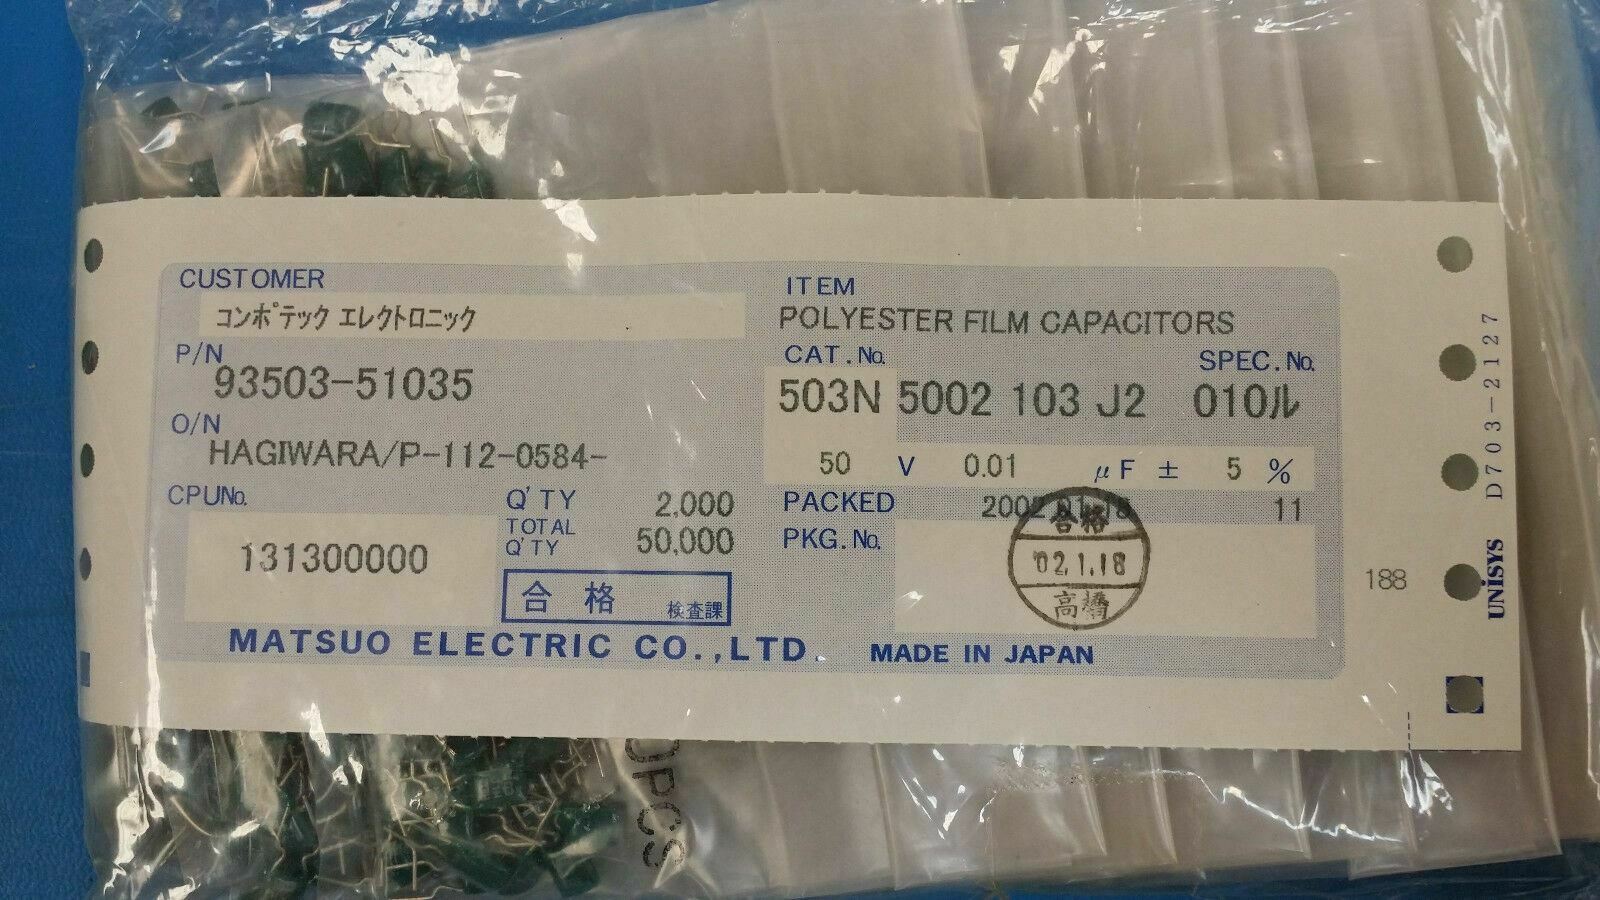 CUSTOMER
コンポテック エレクトロニック
P/N
93503-51035
O/N
HAGIWARA/P-112-0584-
CPUNo.
131300000
Q'TY 2,000
TOTAL
Q'TY 50,000
合格 検査課
ITEM
POLYESTER FILM CAPACITORS
CAT.No. SPEC.No.
503N 5002 103 J2 010ル
50 V 0.01 μF ± 5 %
PACKED 2002.01.18 11
PKG.No.
合格
'02.1.18
高橋
MATSUO ELECTRIC CO.,LTD. MADE IN JAPAN
188
UNISYS D703-2127
0PCS